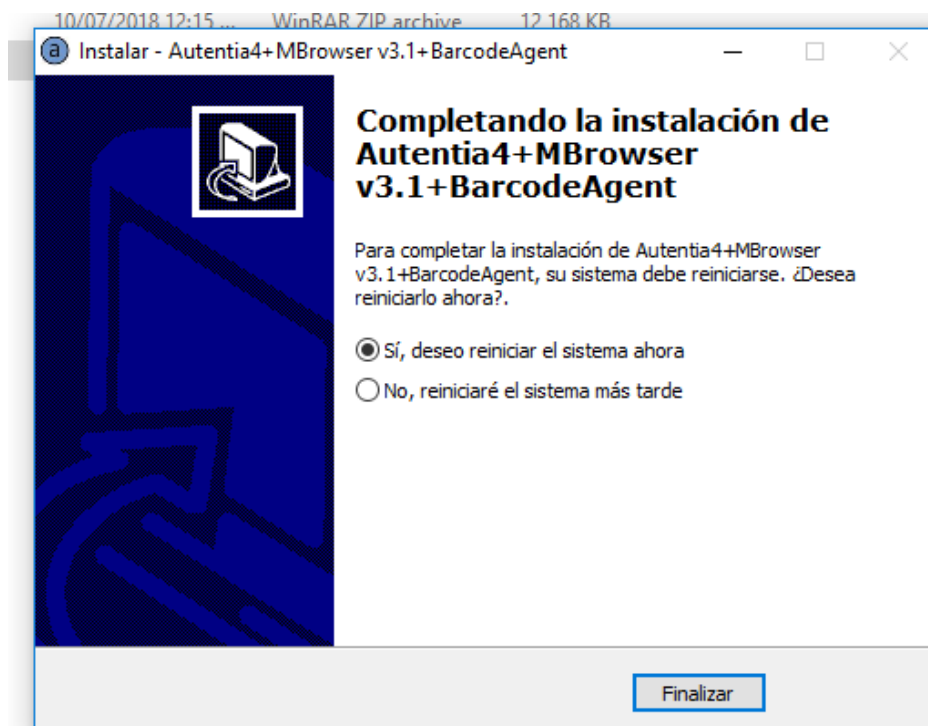 10/07/2018 12:15 ... WinRAR ZIP archive 12 168 KB
a Instalar - Autentia4+MBrowser v3.1+BarcodeAgent
Completando la instalación de
Autentia4+MBrowser
v3.1+BarcodeAgent
Para completar la instalación de Autentia4+MBrowser
v3.1+BarcodeAgent, su sistema debe reiniciarse. ¿Desea
reiniciarlo ahora?.
Sí, deseo reiniciar el sistema ahora
No, reiniciaré el sistema más tarde
Finalizar